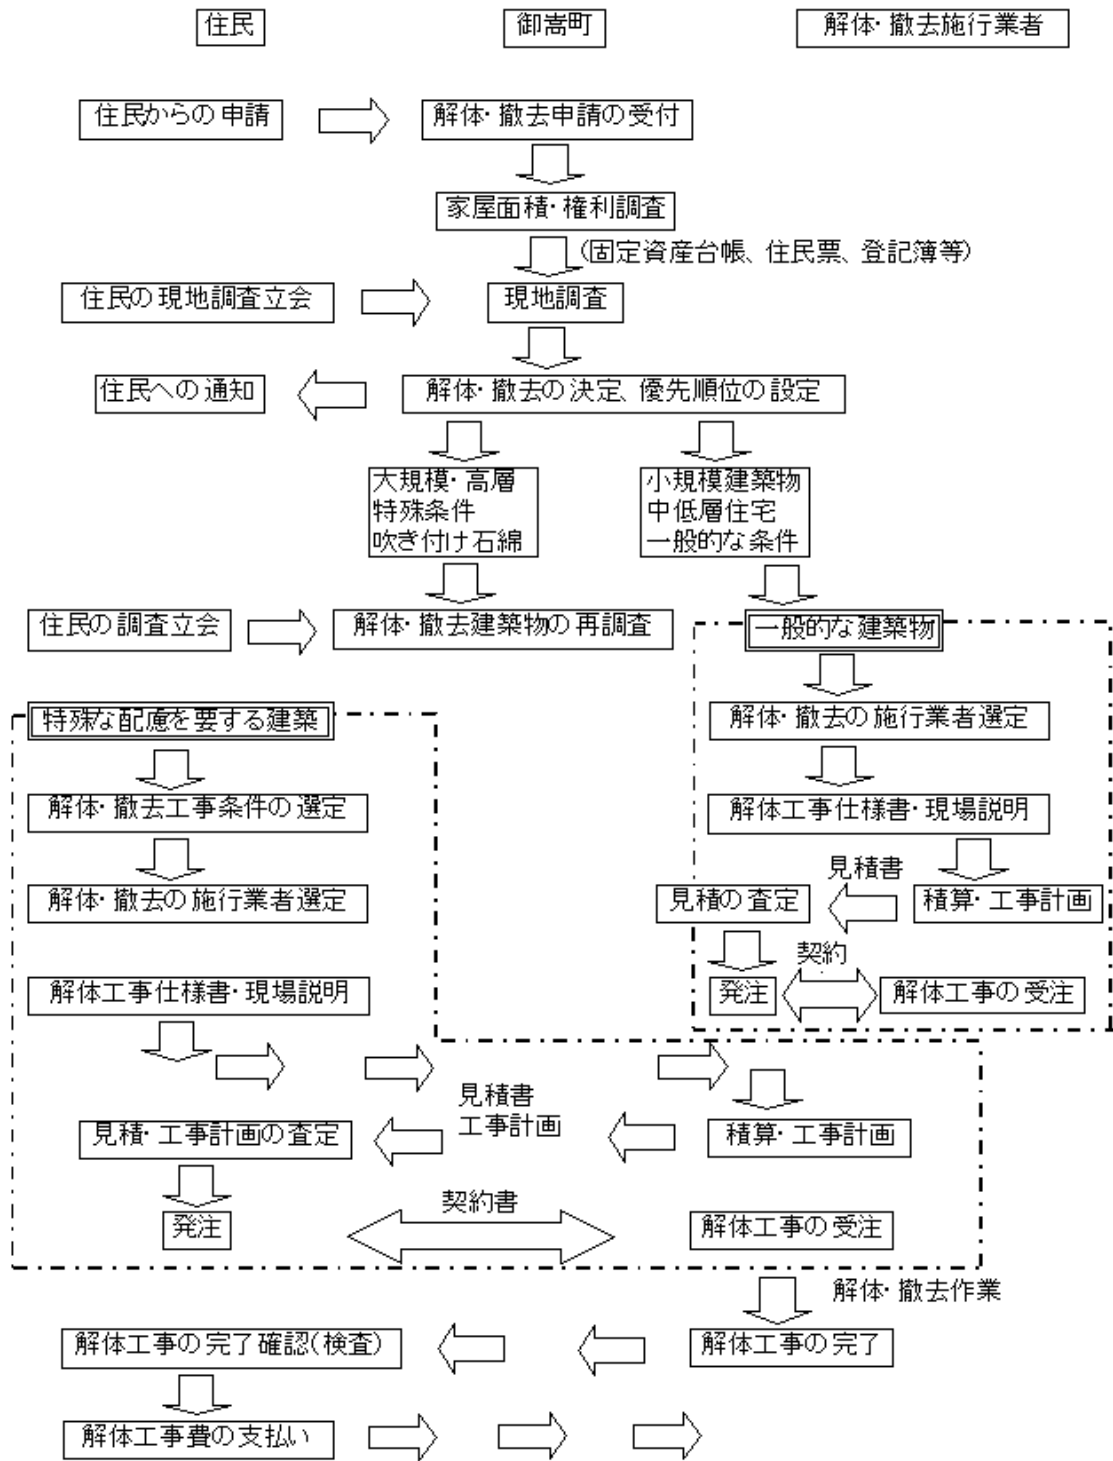 住民
御嵩町
解体・撤去施行業者
住民からの申請
解体・撤去申請の受付
家屋面積・権利調査
(固定資産台帳、住民票、登記簿等)
住民の現地調査立会
現地調査
住民への通知
解体・撤去の決定、優先順位の設定
大規模・高層
特殊条件
吹き付け石綿
小規模建築物
中低層住宅
一般的な条件
住民の調査立会
解体・撤去建築物の再調査
一般的な建築物
特殊な配慮を要する建築
解体・撤去の施行業者選定
解体・撤去工事条件の選定
解体工事仕様書・現場説明
解体・撤去の施行業者選定
見積書
見積の査定
積算・工事計画
契約
発注
解体工事の受注
解体工事仕様書・現場説明
見積書
工事計画
見積・工事計画の査定
積算・工事計画
契約書
発注
解体工事の受注
解体・撤去作業
解体工事の完了確認(検査)
解体工事の完了
解体工事費の支払い